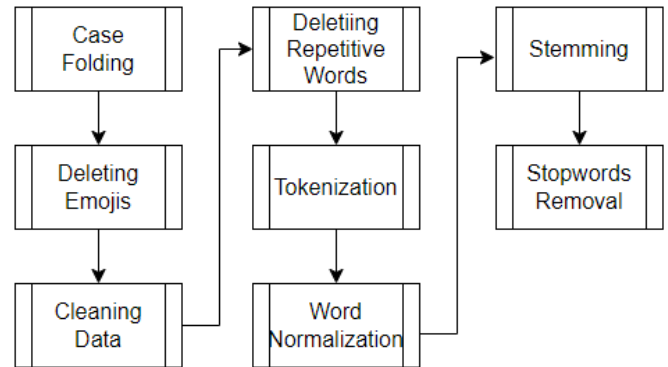 Case
Folding
Deleting
Emojis
Cleaning
Data
Deletiing
Repetitive
Words
Tokenization
Word
Normalization
Stemming
Stopwords
Removal